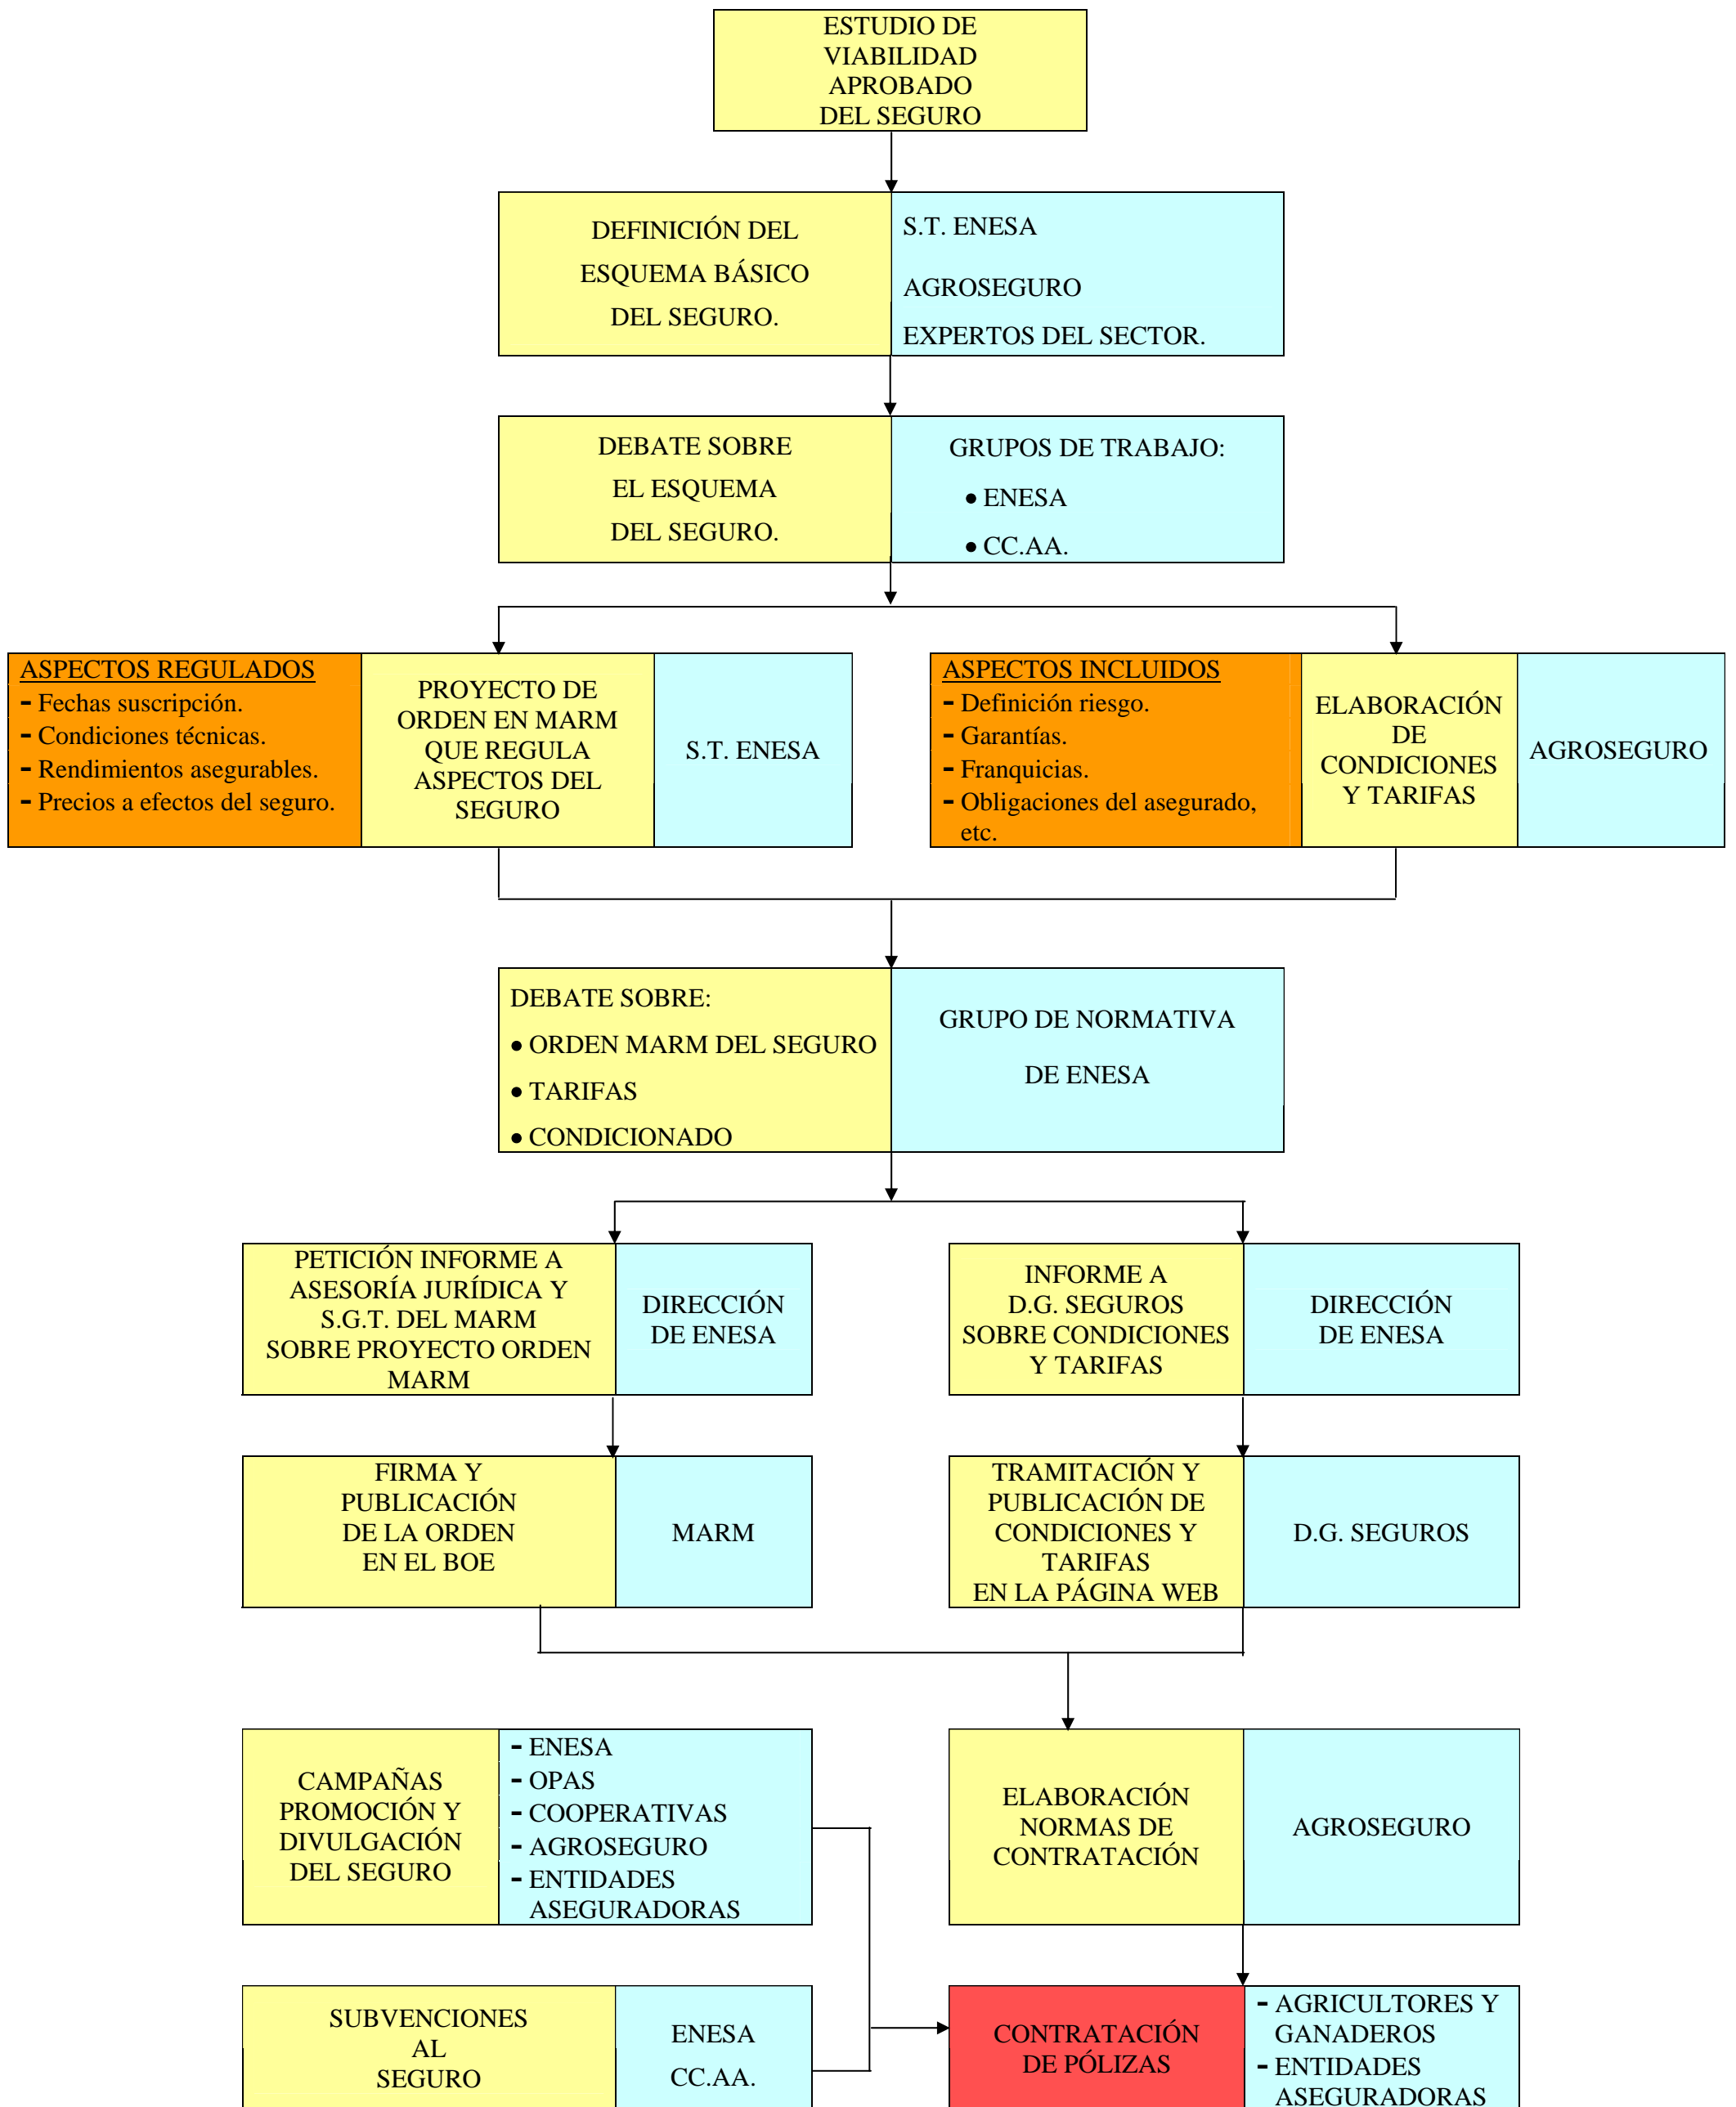 ESTUDIO DE
VIABILIDAD
APROBADO
DEL SEGURO
DEFINICIÓN DEL
ESQUEMA BÁSICO
DEL SEGURO.
S.T. ENESA
AGROSEGURO
EXPERTOS DEL SECTOR.
DEBATE SOBRE
EL ESQUEMA
DEL SEGURO.
GRUPOS DE TRABAJO:
• ENESA
• CC.AA.
ASPECTOS REGULADOS
- Fechas suscripción.
- Condiciones técnicas.
- Rendimientos asegurables.
- Precios a efectos del seguro.
PROYECTO DE
ORDEN EN MARM
QUE REGULA
ASPECTOS DEL
SEGURO
S.T. ENESA
ASPECTOS INCLUIDOS
- Definición riesgo.
- Garantías.
- Franquicias.
- Obligaciones del asegurado,
etc.
ELABORACIÓN
DE
CONDICIONES
Y TARIFAS
AGROSEGURO
DEBATE SOBRE:
• ORDEN MARM DEL SEGURO
• TARIFAS
• CONDICIONADO
GRUPO DE NORMATIVA
DE ENESA
PETICIÓN INFORME A
ASESORÍA JURÍDICA Y
S.G.T. DEL MARM
SOBRE PROYECTO ORDEN
MARM
DIRECCIÓN
DE ENESA
INFORME A
D.G. SEGUROS
SOBRE CONDICIONES
Y TARIFAS
DIRECCIÓN
DE ENESA
FIRMA Y
PUBLICACIÓN
DE LA ORDEN
EN EL BOE
MARM
TRAMITACIÓN Y
PUBLICACIÓN DE
CONDICIONES Y
TARIFAS
EN LA PÁGINA WEB
D.G. SEGUROS
CAMPAÑAS
PROMOCIÓN Y
DIVULGACIÓN
DEL SEGURO
- ENESA
- OPAS
- COOPERATIVAS
- AGROSEGURO
- ENTIDADES
ASEGURADORAS
ELABORACIÓN
NORMAS DE
CONTRATACIÓN
AGROSEGURO
SUBVENCIONES
AL
SEGURO
ENESA
CC.AA.
CONTRATACIÓN
DE PÓLIZAS
- AGRICULTORES Y
GANADEROS
- ENTIDADES
ASEGURADORAS